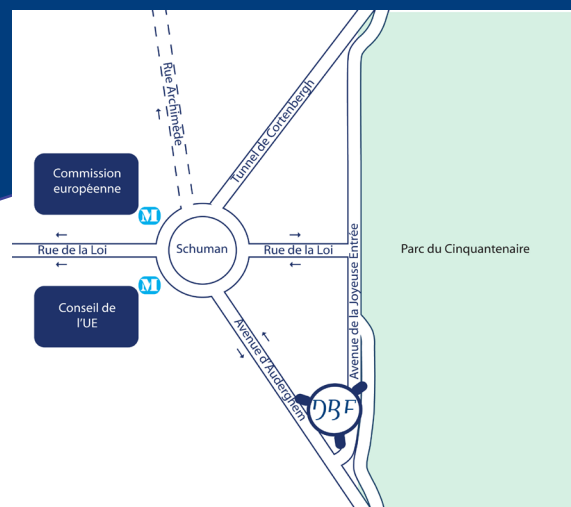 Rue Archimède
Tunnel de Cortenbergh
Commission
européenne
M
Rue de la Loi
Schuman
Rue de la Loi
Avenue de la Joyeuse Entrée
Parc du Cinquantenaire
M
Conseil de
l'UE
Avenue d'Auderghem
DBF